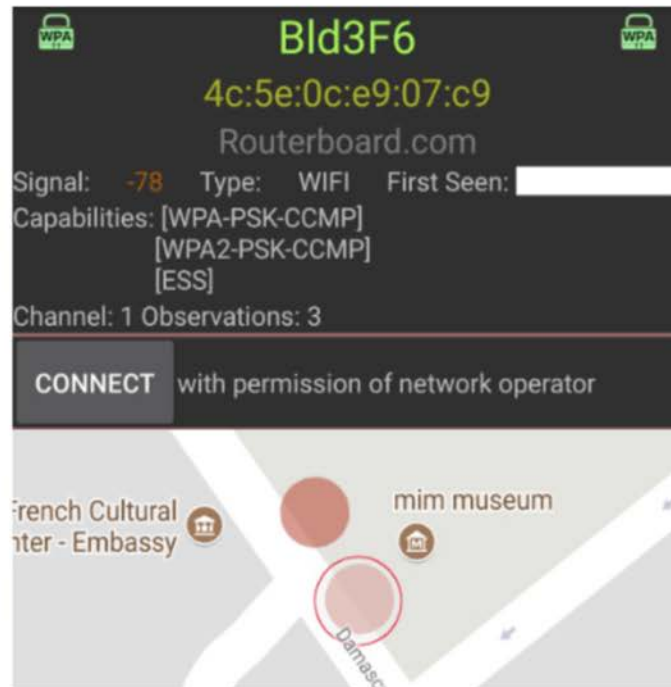 WPA
Bld3F6
WPA
4c:5e:0c:e9:07:c9
Routerboard.com
Signal: -78 Type: WIFI First Seen:
Capabilities: [WPA-PSK-CCMP]
[WPA2-PSK-CCMP]
[ESS]
Channel: 1 Observations: 3
CONNECT with permission of network operator
French Cultural
nter - Embassy
mim museum
Damasc